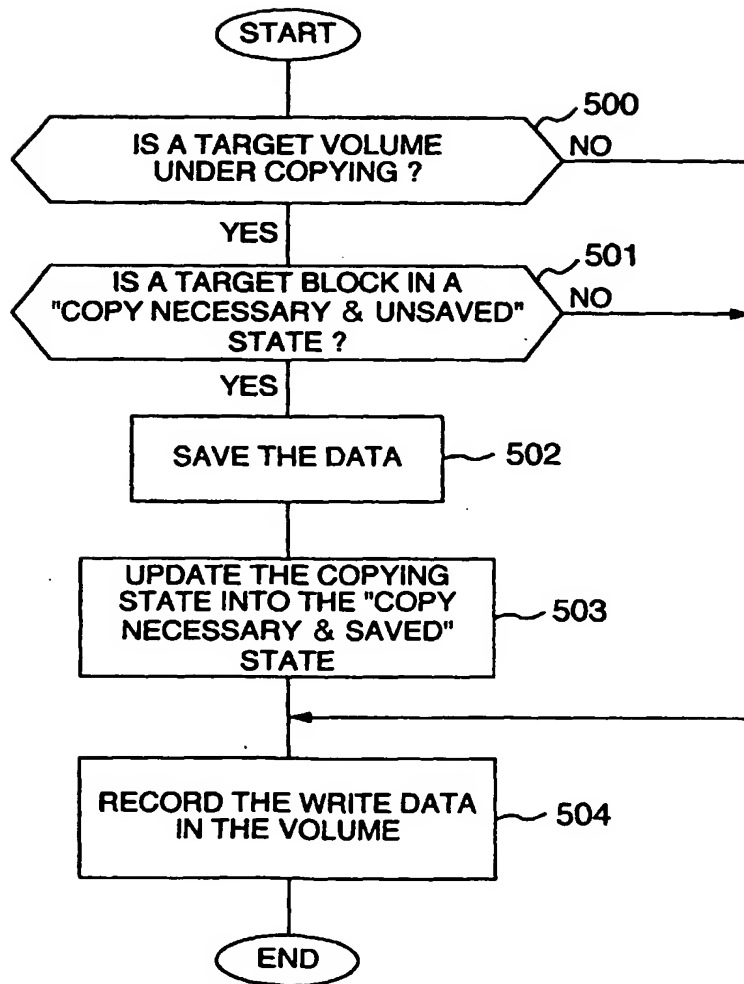 START
500
IS A TARGET VOLUME
UNDER COPYING ?
NO
YES
501
IS A TARGET BLOCK IN A
"COPY NECESSARY & UNSAVED"
STATE ?
NO
YES
SAVE THE DATA
502
UPDATE THE COPYING
STATE INTO THE "COPY
NECESSARY & SAVED"
STATE
503
RECORD THE WRITE DATA
IN THE VOLUME
504
END